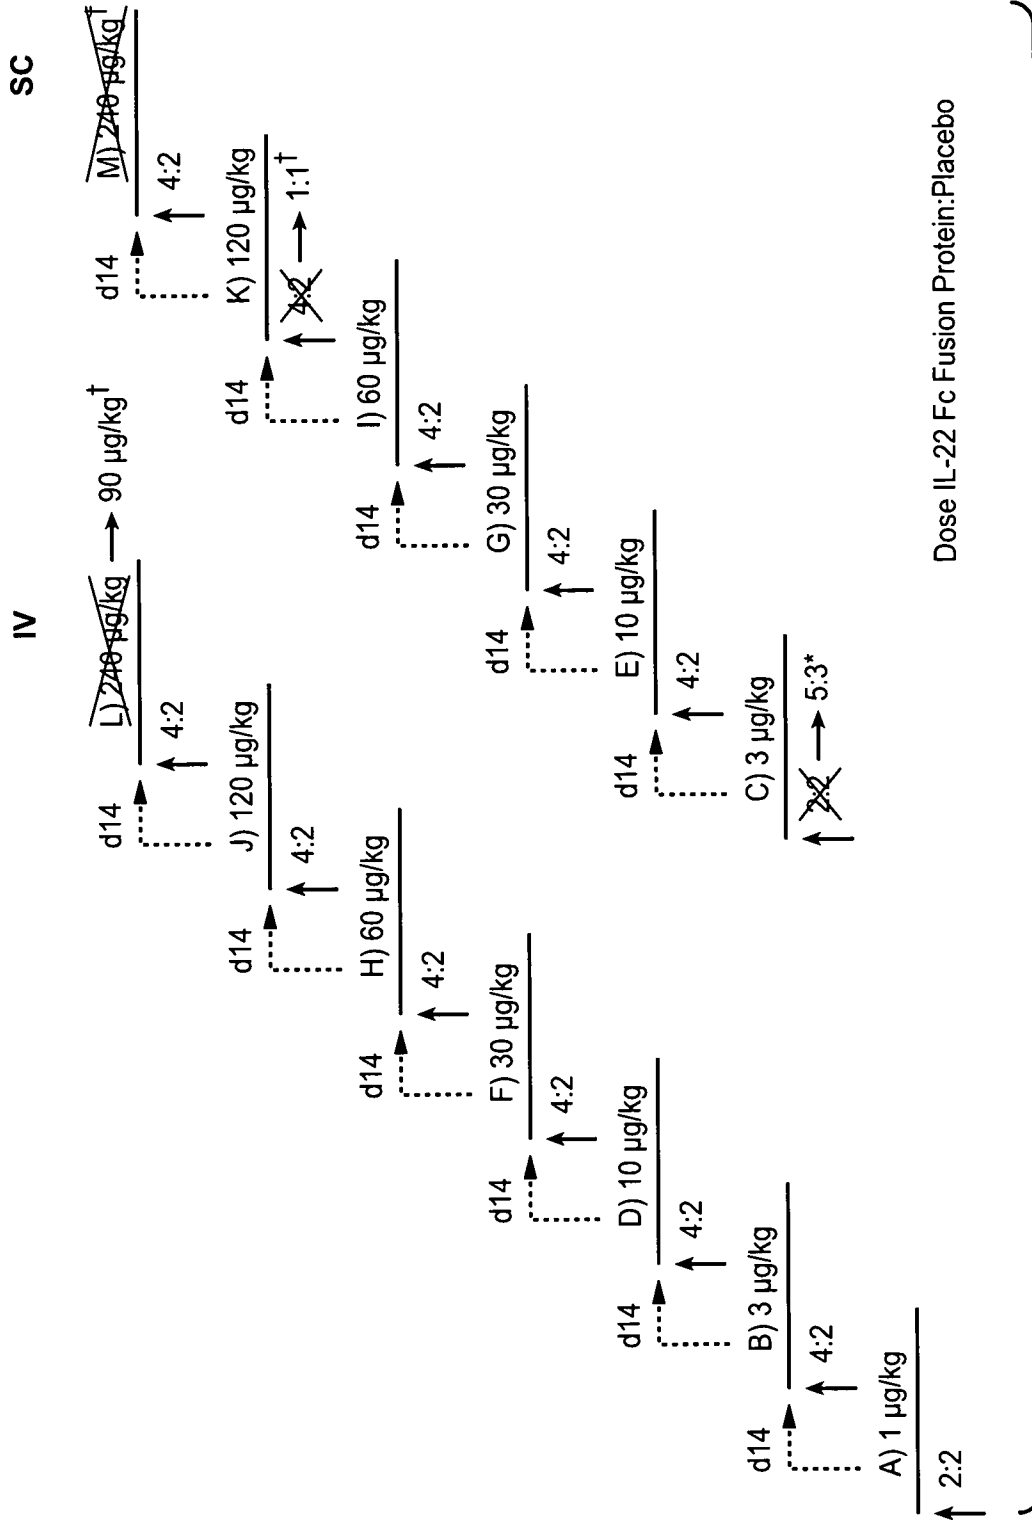 IV
SC
L) 240 µg/kg → 90 µg/kg†
d14
4:2
J) 120 µg/kg
d14
4:2
H) 60 µg/kg
d14
4:2
F) 30 µg/kg
d14
4:2
D) 10 µg/kg
d14
4:2
B) 3 µg/kg
d14
4:2
A) 1 µg/kg
2:2
M) 240 µg/kg†
d14
4:2
K) 120 µg/kg
d14
4:2 → 1:1†
I) 60 µg/kg
d14
4:2
G) 30 µg/kg
d14
4:2
E) 10 µg/kg
d14
4:2
C) 3 µg/kg
2:2 → 5:3*
Dose IL-22 Fc Fusion Protein:Placebo